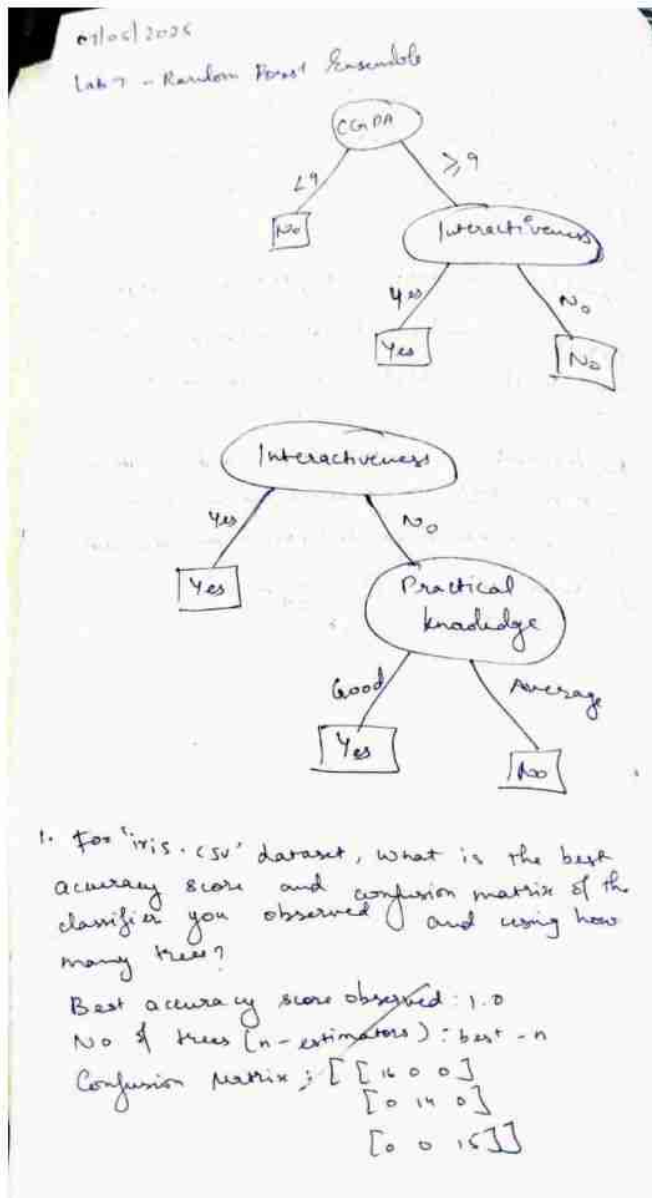 07/05/2025
Lab 7 - Random Forest Ensemble
CGPA
<9
≥9
No
Interactiveness
Yes
No
Yes
No
Interactiveness
Yes
No
Yes
Practical
knowledge
Good
Average
Yes
No
1. For 'iris.csv' dataset, what is the best
accuracy score and confusion matrix of the
classifier you observed and using how
many tree?
Best accuracy score observed: 1.0
No of trees (n-estimators): best-n
Confusion Matrix: [[16 0 0]
[0 14 0]
[0 0 15]]